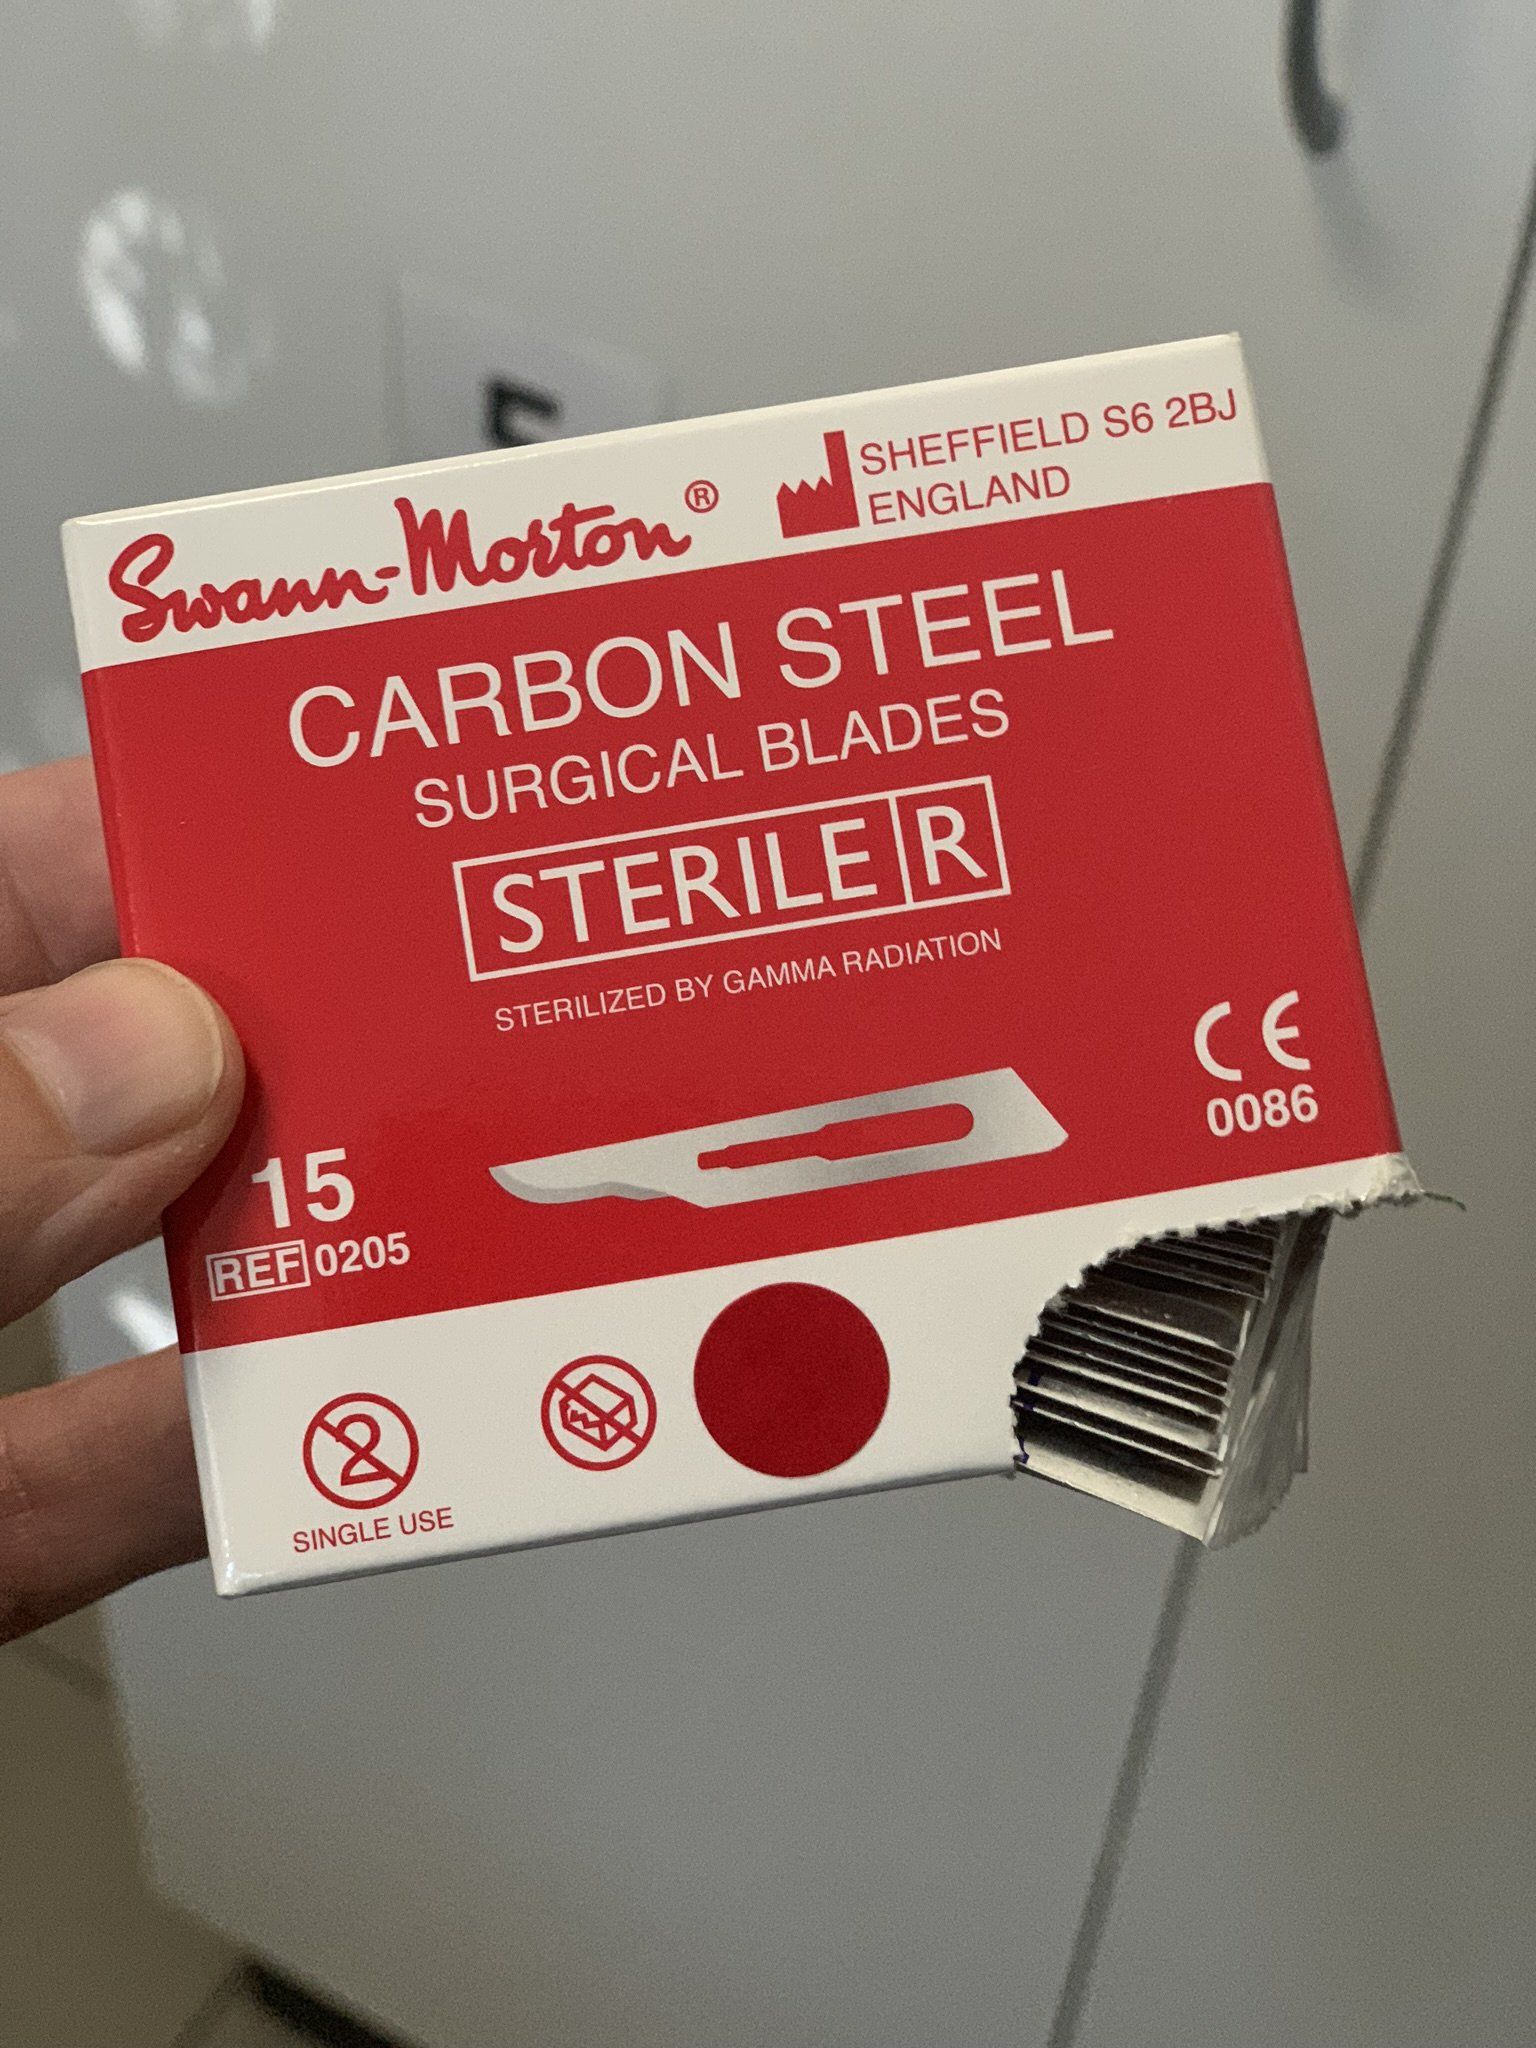 Swann-Morton®
SHEFFIELD S6 2BJ
ENGLAND
CARBON STEEL
SURGICAL BLADES
STERILE R
STERILIZED BY GAMMA RADIATION
CE
0086
15
REF 0205
2
SINGLE USE